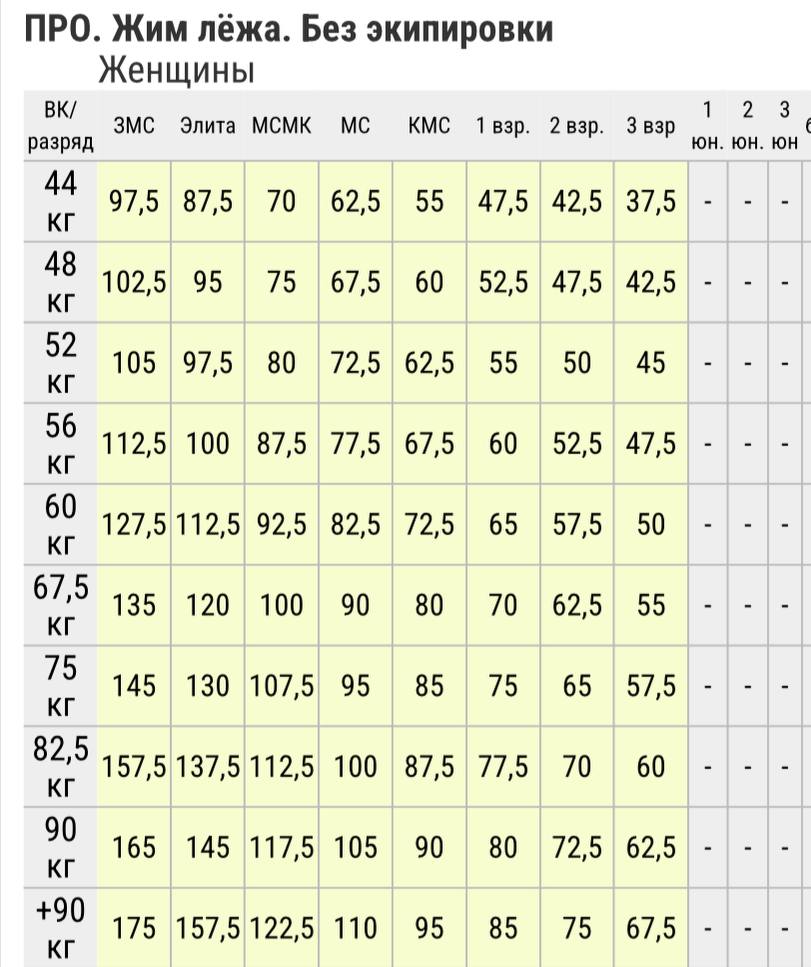 ПРО. Жим лёжа. Без экипировки
Женщины
ВК/разряд ЗМС Элита МСМК МС КМС 1 взр. 2 взр. 3 взр 1 юн. 2 юн. 3 юн
44 кг 97,5 87,5 70 62,5 55 47,5 42,5 37,5 - - -
48 кг 102,5 95 75 67,5 60 52,5 47,5 42,5 - - -
52 кг 105 97,5 80 72,5 62,5 55 50 45 - - -
56 кг 112,5 100 87,5 77,5 67,5 60 52,5 47,5 - - -
60 кг 127,5 112,5 92,5 82,5 72,5 65 57,5 50 - - -
67,5 кг 135 120 100 90 80 70 62,5 55 - - -
75 кг 145 130 107,5 95 85 75 65 57,5 - - -
82,5 кг 157,5 137,5 112,5 100 87,5 77,5 70 60 - - -
90 кг 165 145 117,5 105 90 80 72,5 62,5 - - -
+90 кг 175 157,5 122,5 110 95 85 75 67,5 - - -